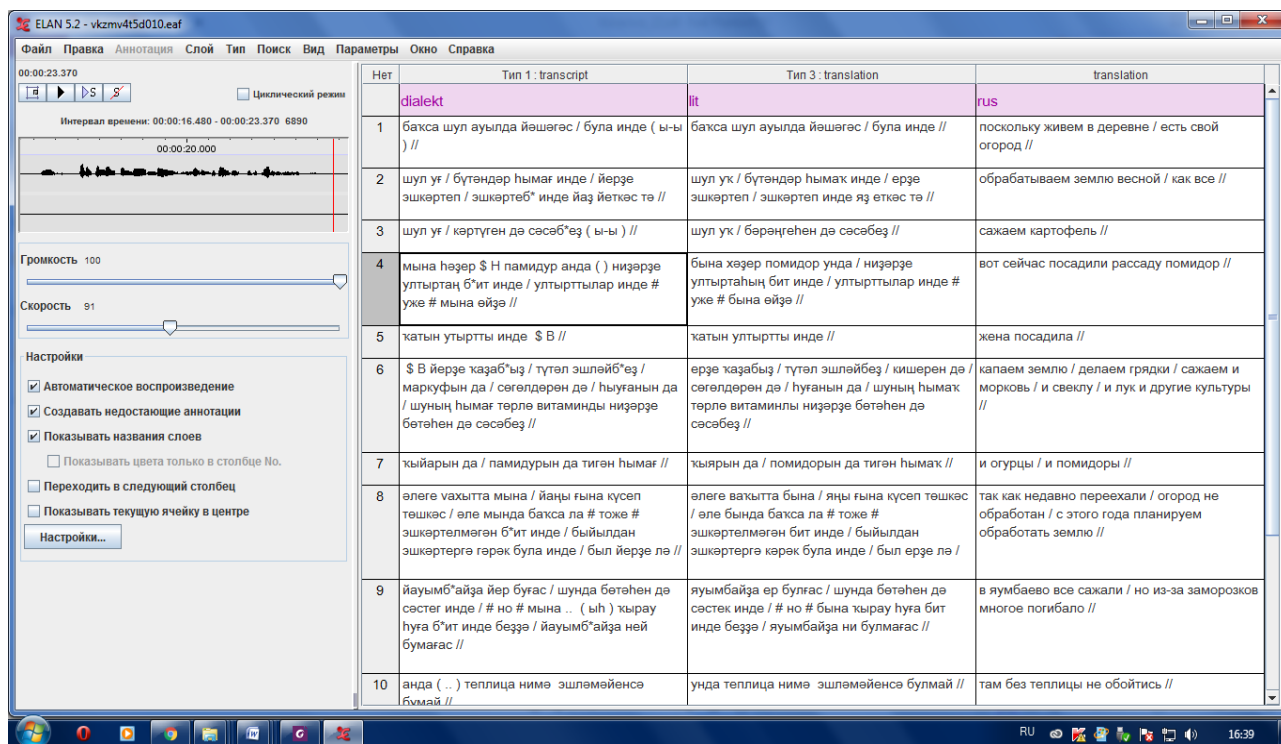 ELAN 5.2 - vkzmv4t5d010.eaf
Файл Правка Аннотация Слой Тип Поиск Вид Параметры Окно Справка
00:00:23.370
Циклический режим
Интервал времени: 00:00:16.480 - 00:00:23.370 6890
00:00:20.000
Громкость 100
Скорость 91
Настройки
Автоматическое воспроизведение
Создавать недостающие аннотации
Показывать названия слоев
Показывать цвета только в столбце No.
Переходить в следующий столбец
Показывать текущую ячейку в центре
Настройки...
Нет Тип 1 : transcript Тип 3 : translation translation
dialekt lit rus
1 баҡса шул ауылда йәшәгәс / була инде ( ы-ы
) //
баҡса шул ауылда йәшәгәс / була инде //
поскольку живем в деревне / есть свой
огород //
2 шул уғ / бүтәндәр һымағ инде / йерҙе
эшкәртеп / эшкәртеб* инде йаҙ йеткәс тә //
шул уҡ / бүтәндәр һымаҡ инде / ерҙе
эшкәртеп / эшкәртеп инде яҙ еткәс тә //
обрабатываем землю весной / как все //
3 шул уғ / кәртүген дә сәсәб*еҙ ( ы-ы ) //
шул уҡ / бәрәңгеһен дә сәсәбеҙ //
сажаем картофель //
4 мына һәҙер $ Н памидур анда ( ) ниҙәрҙе
ултыртаң б*ит инде / ултырттылар инде #
уже # мына өйҙә //
бына хәҙер помидор унда / ниҙәрҙе
ултыртаһың бит инде / ултырттылар инде #
уже # бына өйҙә //
вот сейчас посадили рассаду помидор //
5 ҡатын утыртты инде $ В //
ҡатын ултыртты инде //
жена посадила //
6 $ В йерҙе ҡаҙаб*ыҙ / түтәл эшләйб*еҙ /
маркуфын да / сөгөлдәрөн дә / һыуғанын да
/ шуның һымағ төрлө витаминды ниҙәрҙе
бөтәһен дә сәсәбеҙ //
ерҙе ҡаҙабыҙ / түтәл эшләйбеҙ / кишерен дә /
сөгөлдөрөн дә / һуғанын да / шуның һымаҡ
төрлө витаминлы ниҙәрҙе бөтәһен дә
сәсәбеҙ //
капаем землю / делаем грядки / сажаем и
морковь / и свеклу / и лук и другие культуры
//
7 ҡыйарын да / памидурын да тигән һымағ //
ҡыярын да / помидорын да тигән һымаҡ //
и огурцы / и помидоры //
8 әлеге vахытта мына / йаңы ғына күсеп
төшкәс / әле мында баҡса ла # тоже #
эшкәртелмәгән б*ит инде / быйылдан
эшкәртергә гәрәк була инде / был йерҙе лә //
әлеге ваҡытта бына / яңы ғына күсеп төшкәс
/ әле бында баҡса ла # тоже #
эшкәртелмәгән бит инде / быйылдан
эшкәртергә кәрәк була инде / был ерҙе лә /
так как недавно переехали / огород не
обработан / с этого года планируем
обработать землю //
9 йауымб*айҙа йер буғас / шунда бөтәһен дә
сәстег инде / # но # мына .. ( ыһ ) ҡырау
һуға б*ит инде беҙҙә / йауымб*айҙа ней
бумағас //
яуымбайҙа ер булғас / шунда бөтәһен дә
сәстек инде / # но # бына ҡырау һуға бит
инде беҙҙә / яуымбайҙа ни булмағас //
в яумбаево все сажали / но из-за заморозков
многое погибало //
10 анда ( .. ) теплица нимә эшләмәйенсә
бумай //
унда теплица нимә эшләмәйенсә булмай //
там без теплицы не обойтись //
RU 16:39